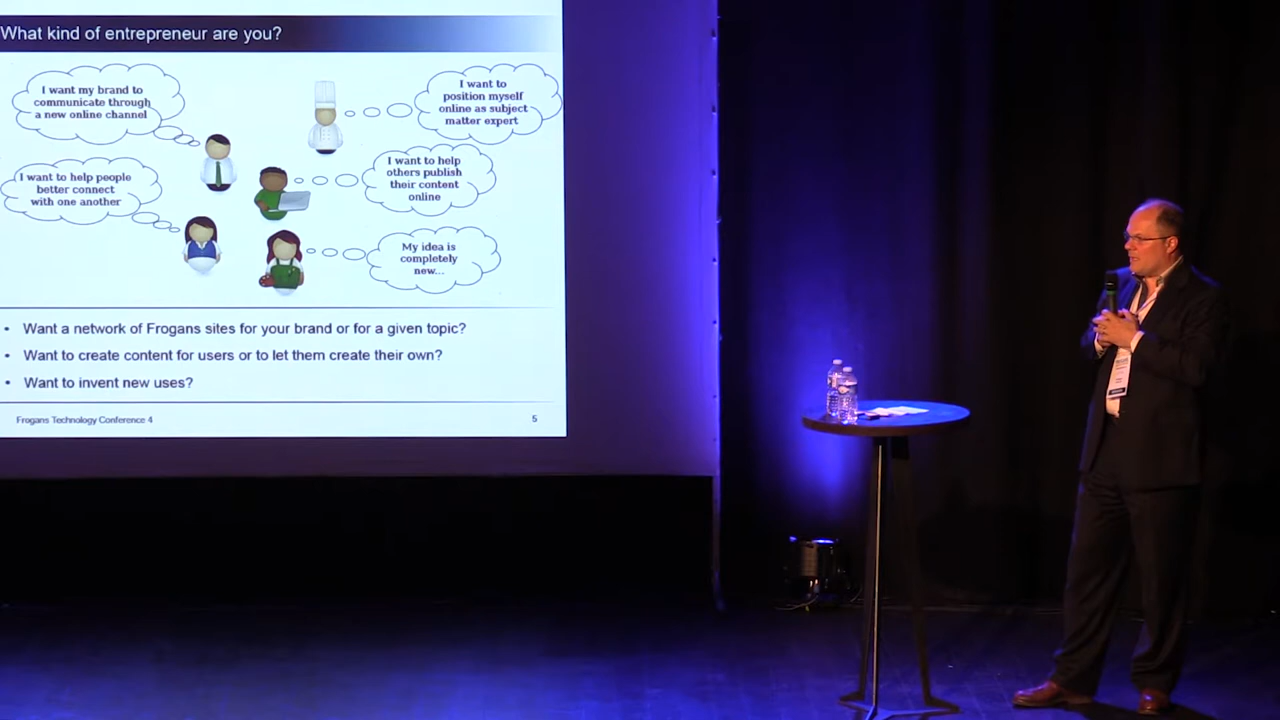 What kind of entrepreneur are you?
I want my brand to
communicate through
a new online channel
I want to
position myself
online as subject
matter expert
I want to help people
better connect
with one another
I want to help
others publish
their content
online
My idea is
completely
new...
• Want a network of Frogans sites for your brand or for a given topic?
• Want to create content for users or to let them create their own?
• Want to invent new uses?
Frogans Technology Conference 4
5